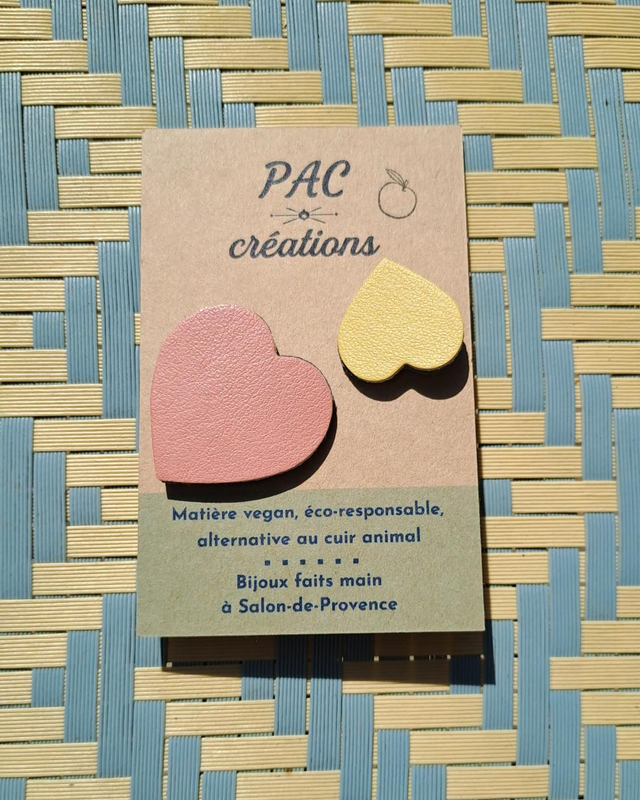 PAC
créations
Matière vegan, éco-responsable,
alternative au cuir animal
Bijoux faits main
à Salon-de-Provence